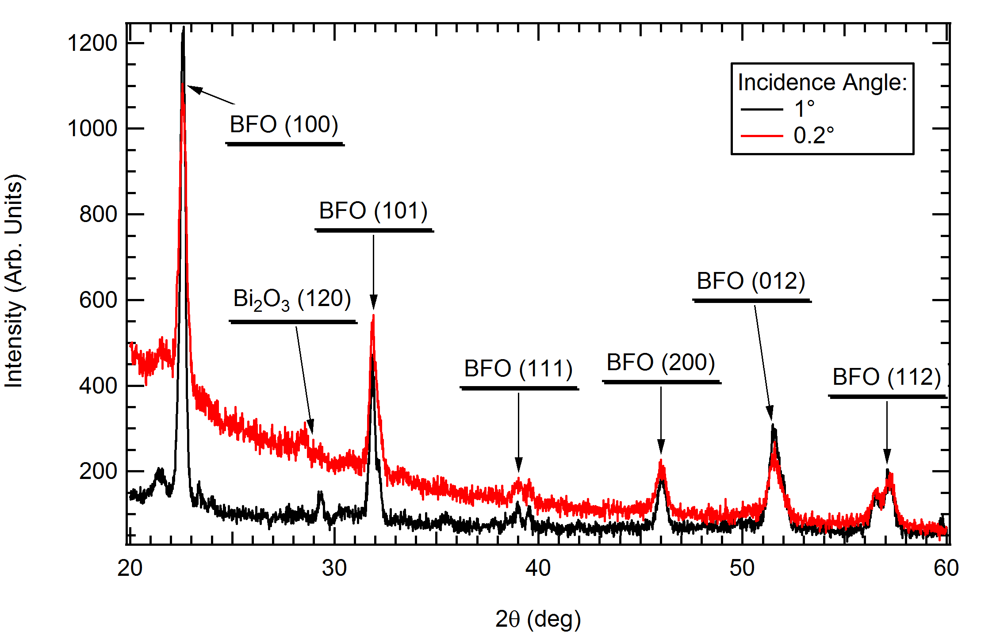 1200
1000
800
600
400
200
Intensity (Arb. Units)
20
30
40
50
60
2θ (deg)
Incidence Angle:
1°
0.2°
BFO (100)
BFO (101)
Bi₂O₃ (120)
BFO (111)
BFO (200)
BFO (012)
BFO (112)